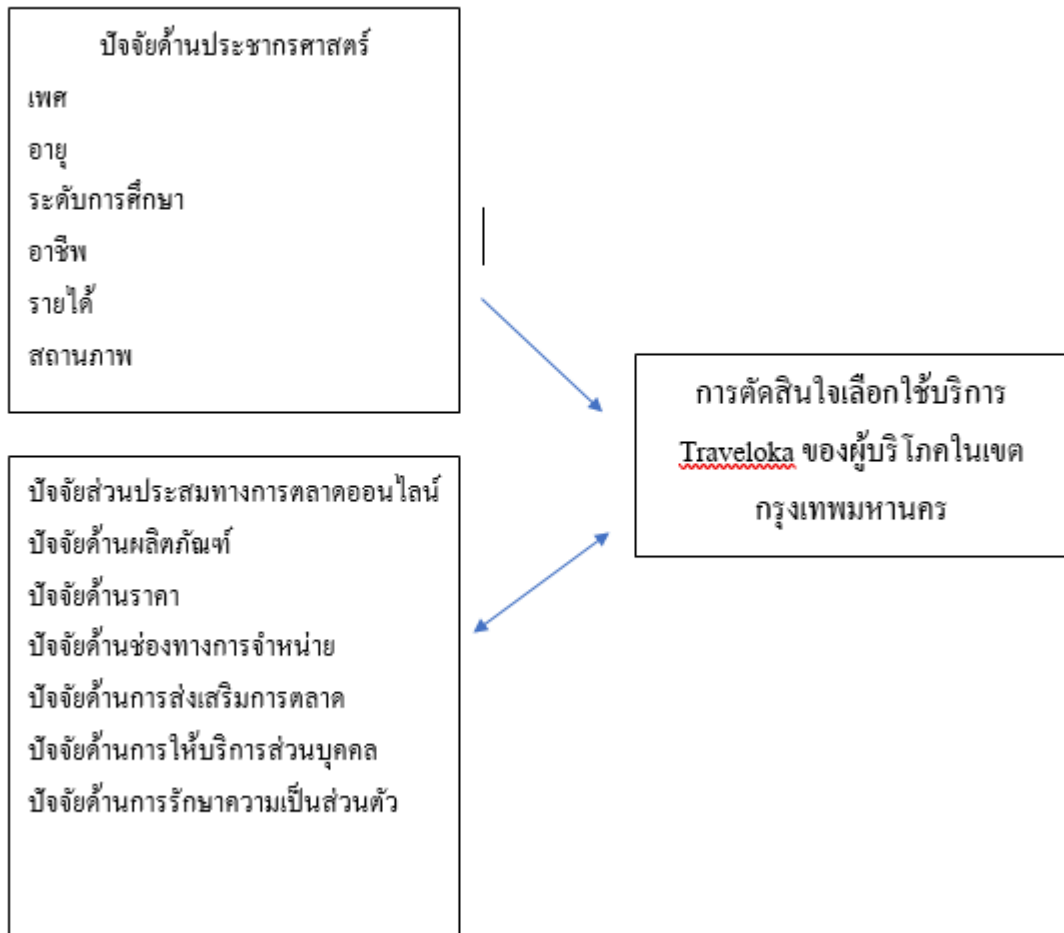 ปัจจัยด้านประชากรศาสตร์
เพศ
อายุ
ระดับการศึกษา
อาชีพ
รายได้
สถานภาพ
การตัดสินใจเลือกใช้บริการ
Traveloka ของผู้บริโภคในเขต
กรุงเทพมหานคร
ปัจจัยส่วนประสมทางการตลาดออนไลน์
ปัจจัยด้านผลิตภัณฑ์
ปัจจัยด้านราคา
ปัจจัยด้านช่องทางการจำหน่าย
ปัจจัยด้านการส่งเสริมการตลาด
ปัจจัยด้านการให้บริการส่วนบุคคล
ปัจจัยด้านการรักษาความเป็นส่วนตัว